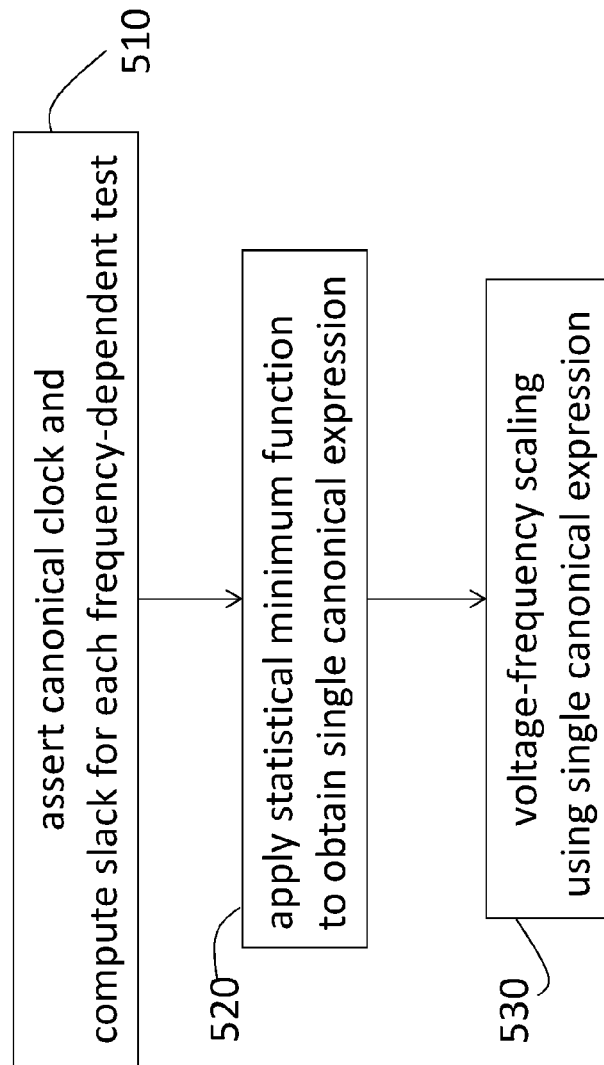 510
assert canonical clock and
compute slack for each frequency-dependent test
520
apply statistical minimum function
to obtain single canonical expression
530
voltage-frequency scaling
using single canonical expression